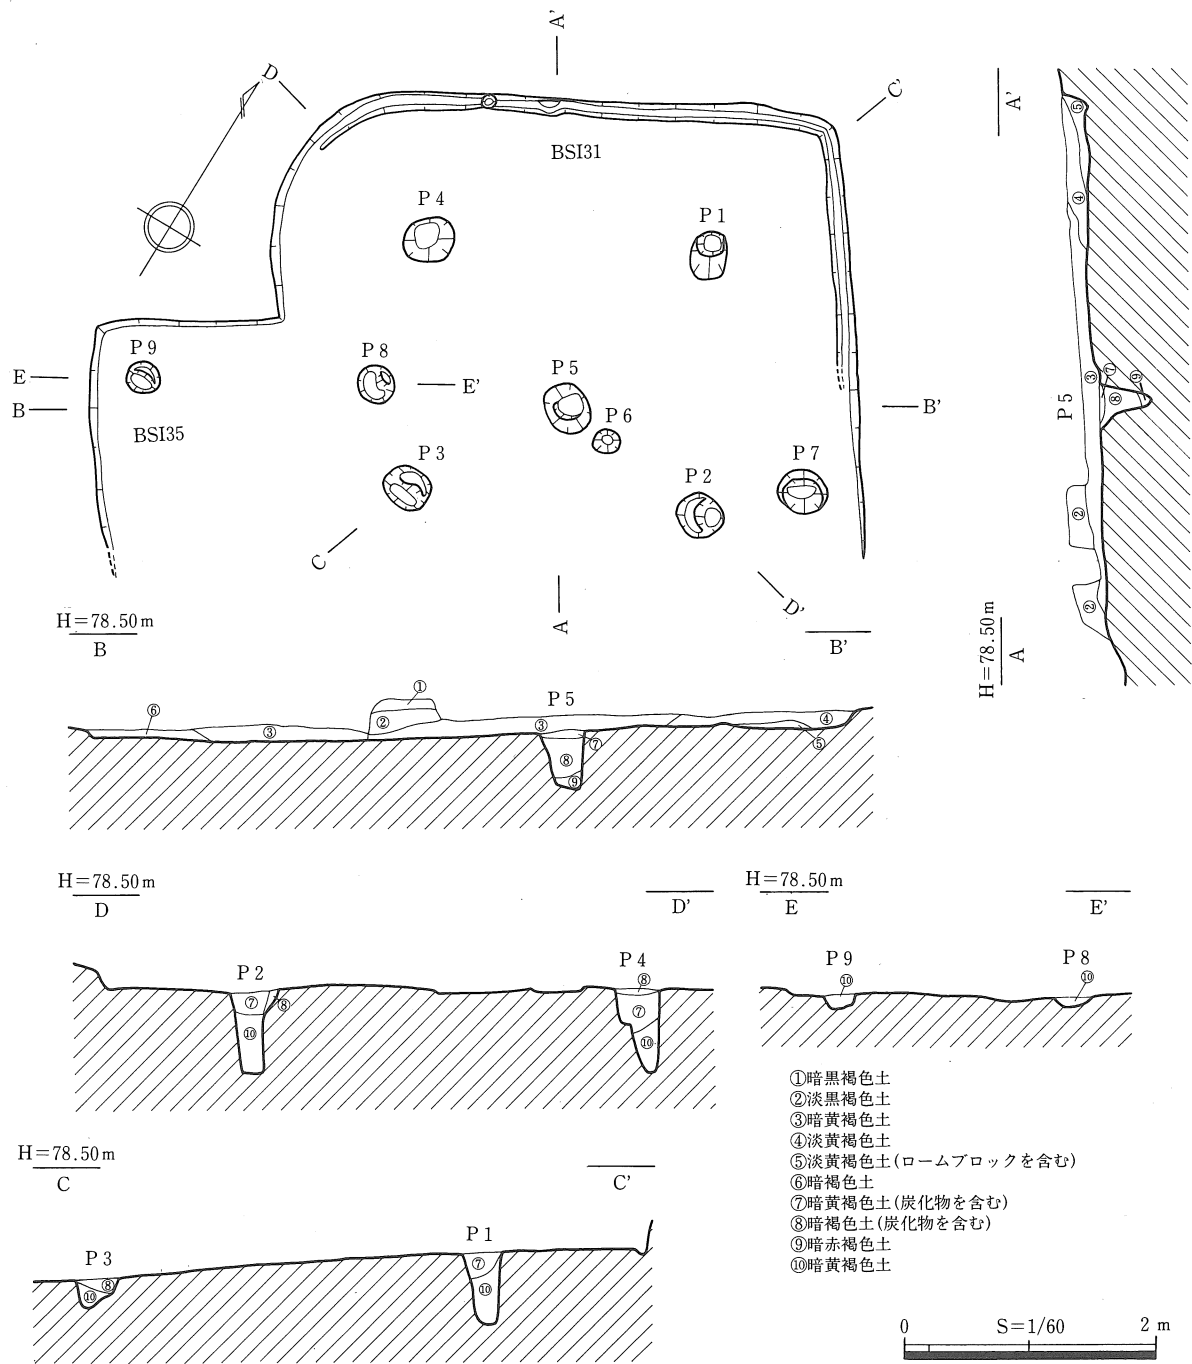 A'
D
C'
A'
BSI31
P 4
P 1
P 9
P 8
P 5
E
E'
B
B'
P 6
BSI35
P 3
P 2
P 7
C
D'
A
⑤
④
③
⑦
⑧
⑨
P 5
②
②
H＝78.50m
A
H＝78.50m
B
B'
①
⑥
②
P 5
③
③
④
⑦
⑤
⑧
⑨
H＝78.50m
D
D'
H＝78.50m
E
E'
P 2
P 4
⑧
⑦
⑧
⑦
⑩
⑩
P 9
P 8
⑩
⑩
H＝78.50m
C
C'
P 3
P 1
⑧
⑩
⑦
⑩
①暗黒褐色土
②淡黒褐色土
③暗黄褐色土
④淡黄褐色土
⑤淡黄褐色土(ロームブロックを含む)
⑥暗褐色土
⑦暗黄褐色土(炭化物を含む)
⑧暗褐色土(炭化物を含む)
⑨暗赤褐色土
⑩暗黄褐色土
0 S＝1/60 2 m